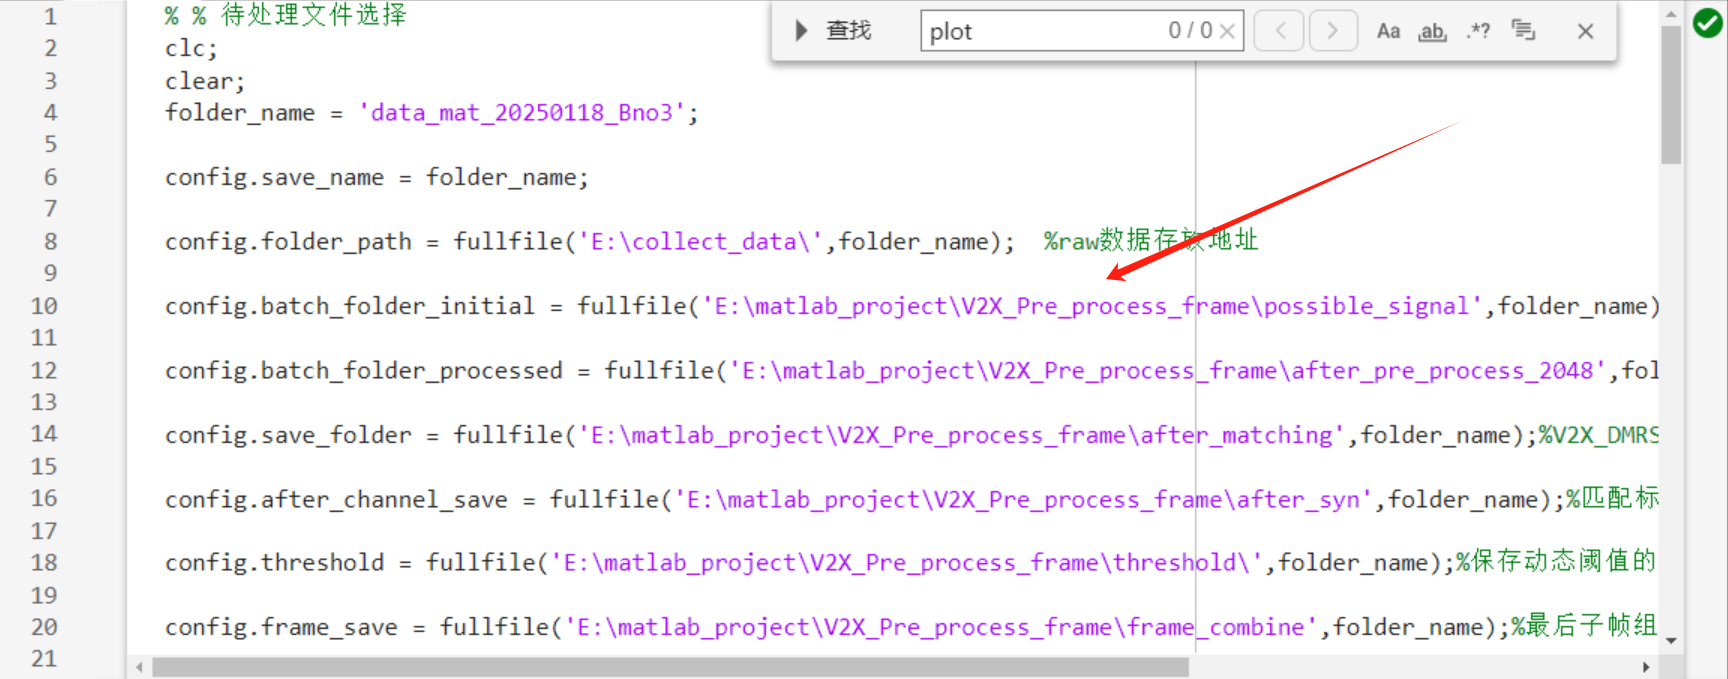 查找
plot
0 / 0
Aa
ab
.*?
1 % % 待处理文件选择
2 clc;
3 clear;
4 folder_name = 'data_mat_20250118_Bno3';
5
6 config.save_name = folder_name;
7
8 config.folder_path = fullfile('E:\collect_data\',folder_name); %raw数据存放地址
9
10 config.batch_folder_initial = fullfile('E:\matlab_project\V2X_Pre_process_frame\possible_signal',folder_name)
11
12 config.batch_folder_processed = fullfile('E:\matlab_project\V2X_Pre_process_frame\after_pre_process_2048',fol
13
14 config.save_folder = fullfile('E:\matlab_project\V2X_Pre_process_frame\after_matching',folder_name);%V2X_DMRS
15
16 config.after_channel_save = fullfile('E:\matlab_project\V2X_Pre_process_frame\after_syn',folder_name);%匹配标
17
18 config.threshold = fullfile('E:\matlab_project\V2X_Pre_process_frame\threshold\',folder_name);%保存动态阈值的
19
20 config.frame_save = fullfile('E:\matlab_project\V2X_Pre_process_frame\frame_combine',folder_name);%最后子帧组
21